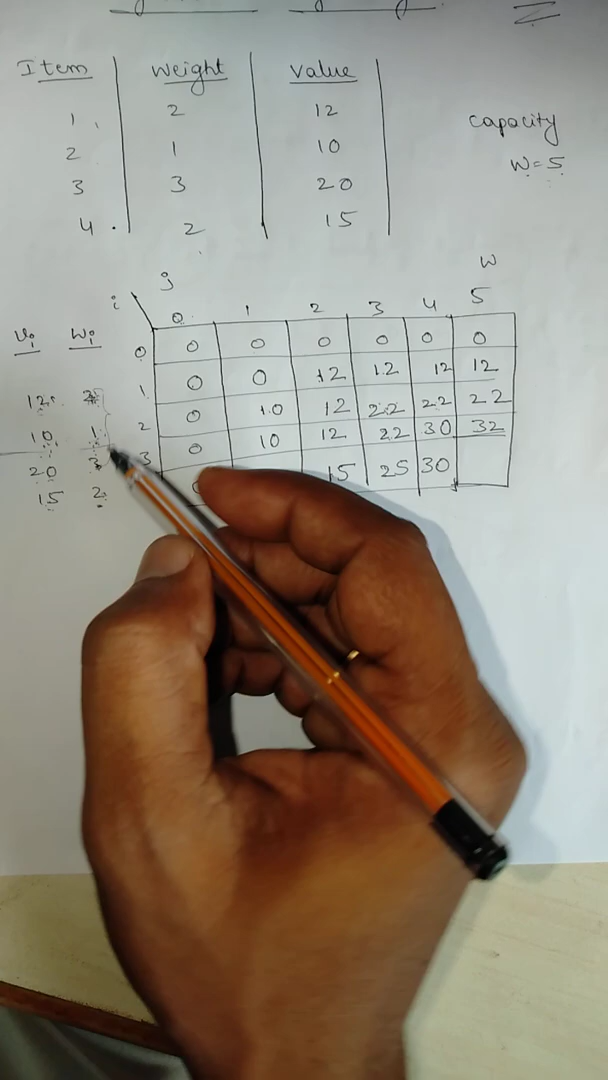 Item weight value
1 2 12
2 1 10
3 3 20
4 2 15
capacity
W=5
j W
i 0 1 2 3 4 5
vi wi
0 0 0 0 0 0 0
12 2 1 0 0 12 12 12 12
10 1 2 0 10 12 22 22 22
20 3 3 0 10 12 22 30 32
15 2 0 15 25 30